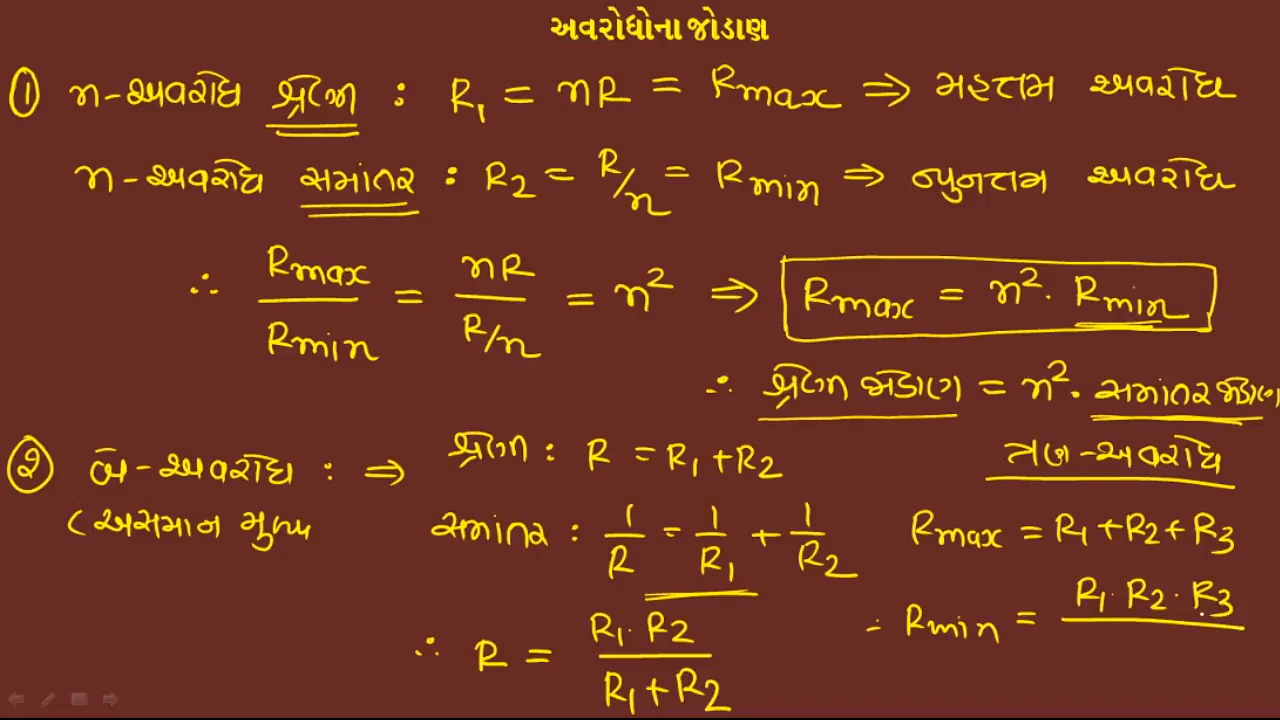 અવરોધોના જોડાણ
① n-અવરોધ શ્રેણી : R₁ = nR = Rmax ⇒ મહત્તમ અવરોધ
n-અવરોધ સમાંતર : R₂ = R/n = Rmin ⇒ ન્યુનત્તમ અવરોધ
∴ Rmax/Rmin = nR/(R/n) = n² ⇒ Rmax = n² · Rmin
∴ શ્રેણી જોડાણ = n² · સમાંતર જોડાણ
② બે-અવરોધ : ⇒ શ્રેણી : R = R₁ + R₂
(અસમાન મુલ્ય
સમાંતર : 1/R = 1/R₁ + 1/R₂
∴ R = R₁ · R₂ / R₁ + R₂
ત્રણ-અવરોધ
Rmax = R₁ + R₂ + R₃
Rmin = R₁ · R₂ · R₃